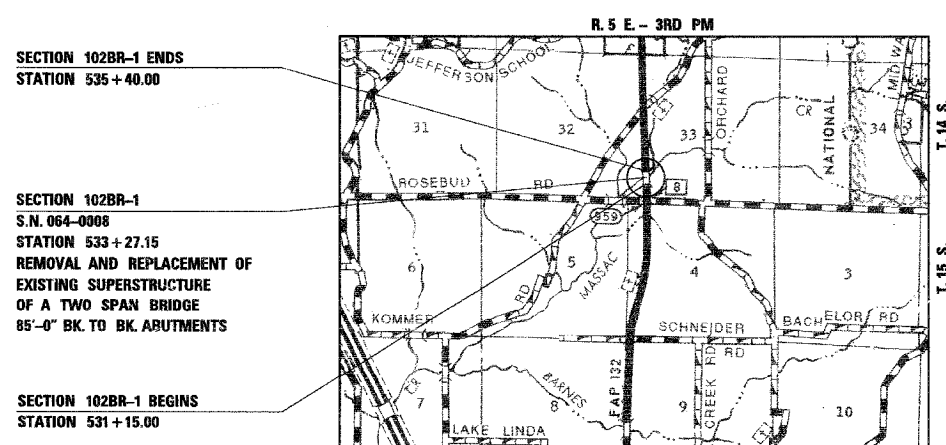 R. 5 E. - 3RD PM
SECTION 102BR-1 ENDS
STATION 535+40.00
SECTION 102BR-1
S.N. 064-0008
STATION 533+27.15
REMOVAL AND REPLACEMENT OF
EXISTING SUPERSTRUCTURE
OF A TWO SPAN BRIDGE
85'-0" BK. TO BK. ABUTMENTS
SECTION 102BR-1 BEGINS
STATION 531+15.00
JEFFERSON SCHOOL
31
32
33
ORCHARD
CR
NATIONAL
34
T. 14 S.
ROSEBUD RD
8
959
6
5
MASSAC
4
3
T. 15 S.
RD
KOMMER
SCHNEIDER
RD
BACHELOR RD
CR
7
BARNES
8
FAP 132
9
CREEK RD
10
LAKE LINDA